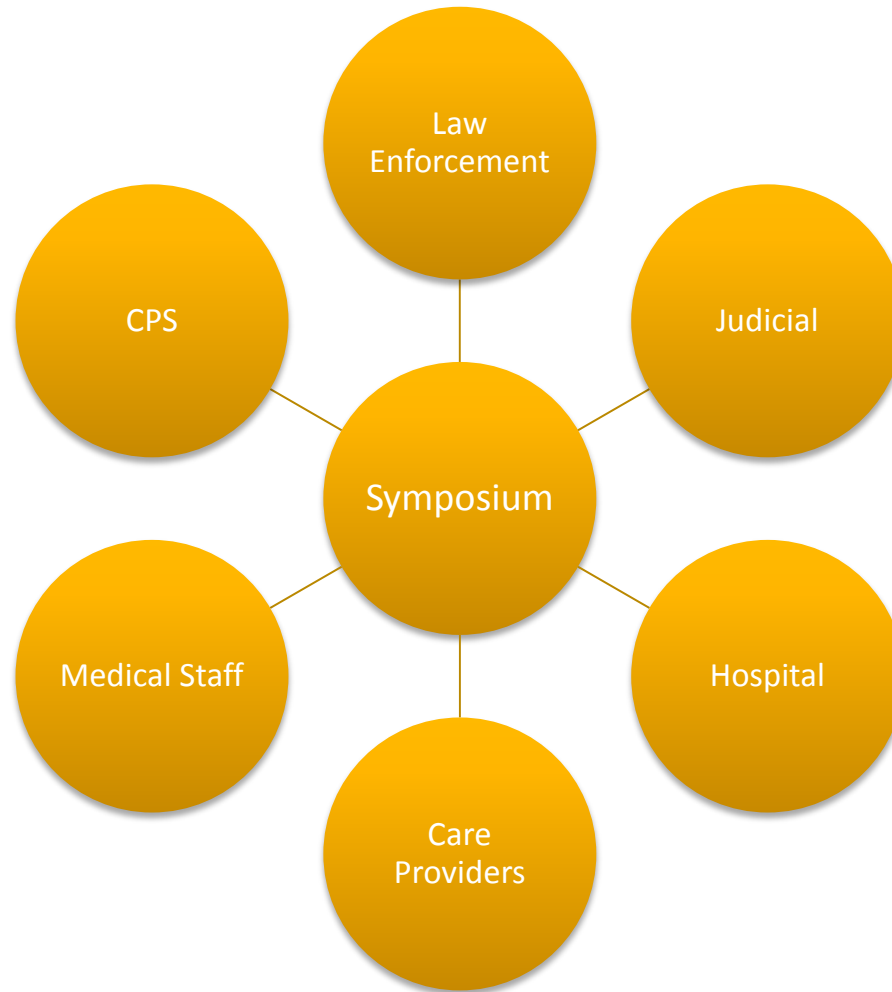 Law
Enforcement
CPS
Judicial
Symposium
Medical Staff
Hospital
Care
Providers